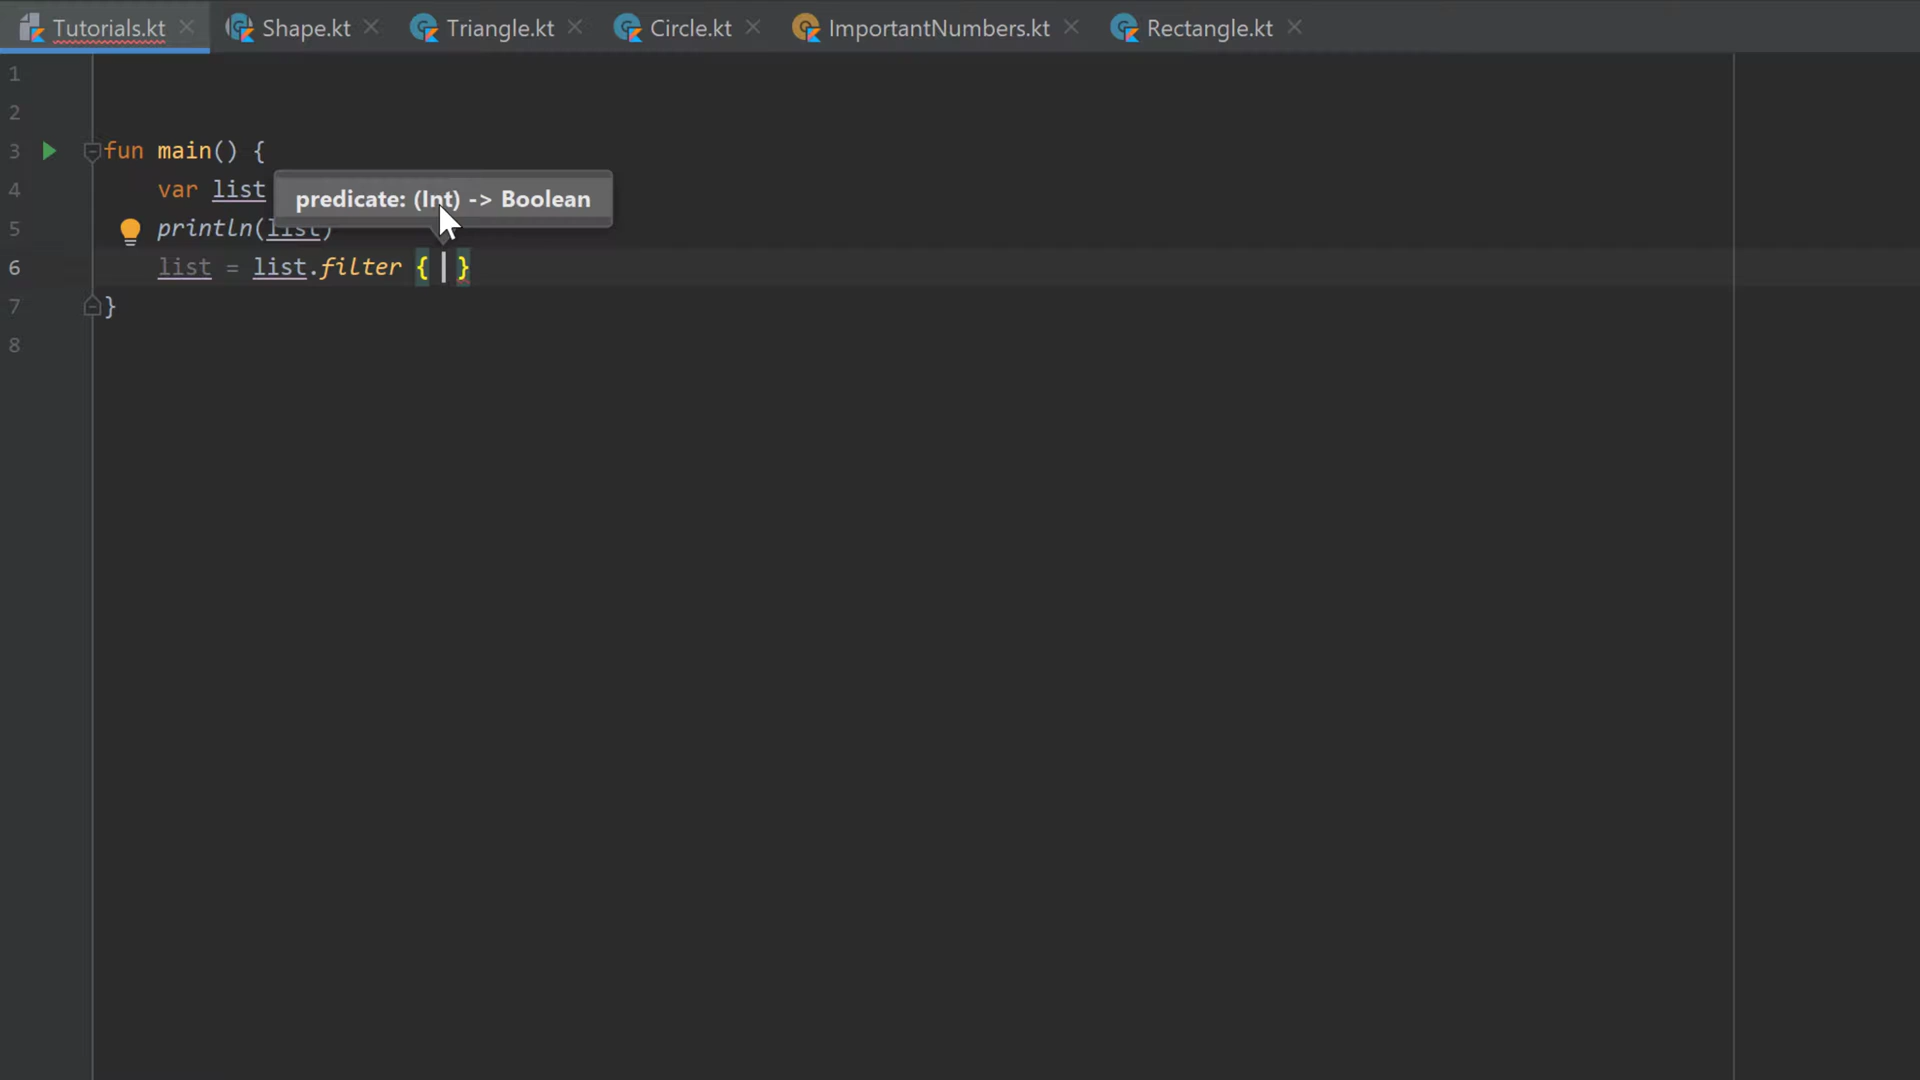 Tutorials.kt Shape.kt Triangle.kt Circle.kt ImportantNumbers.kt Rectangle.kt
1
2
3 fun main() {
4 var list
predicate: (Int) -> Boolean
5 println(list)
6 list = list.filter { }
7 }
8